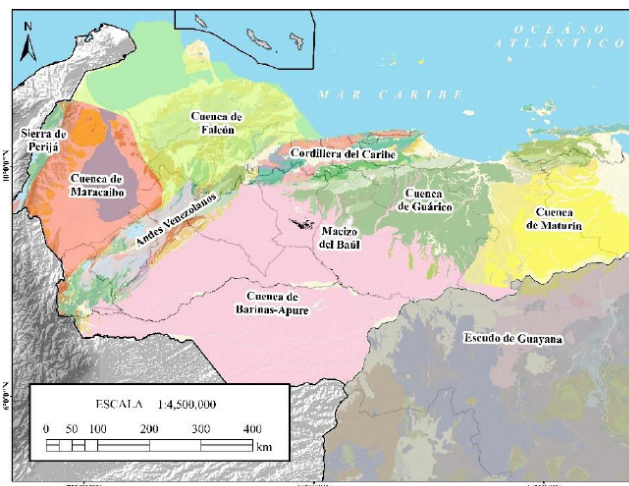 N
OCEANO
ATLÁNTICO
MAR CARIBE
Sierra de
Perijá
Cuenca de
Falcón
Cordillera del Caribe
Cuenca de
Maracaibo
Andes Venezolanos
Cuenca
de Guárico
Macizo
del Baúl
Cuenca
de Maturín
Cuenca de
Barinas-Apure
Escudo de Guayana
ESCALA 1:4,500,000
0 50 100 200 300 400
km